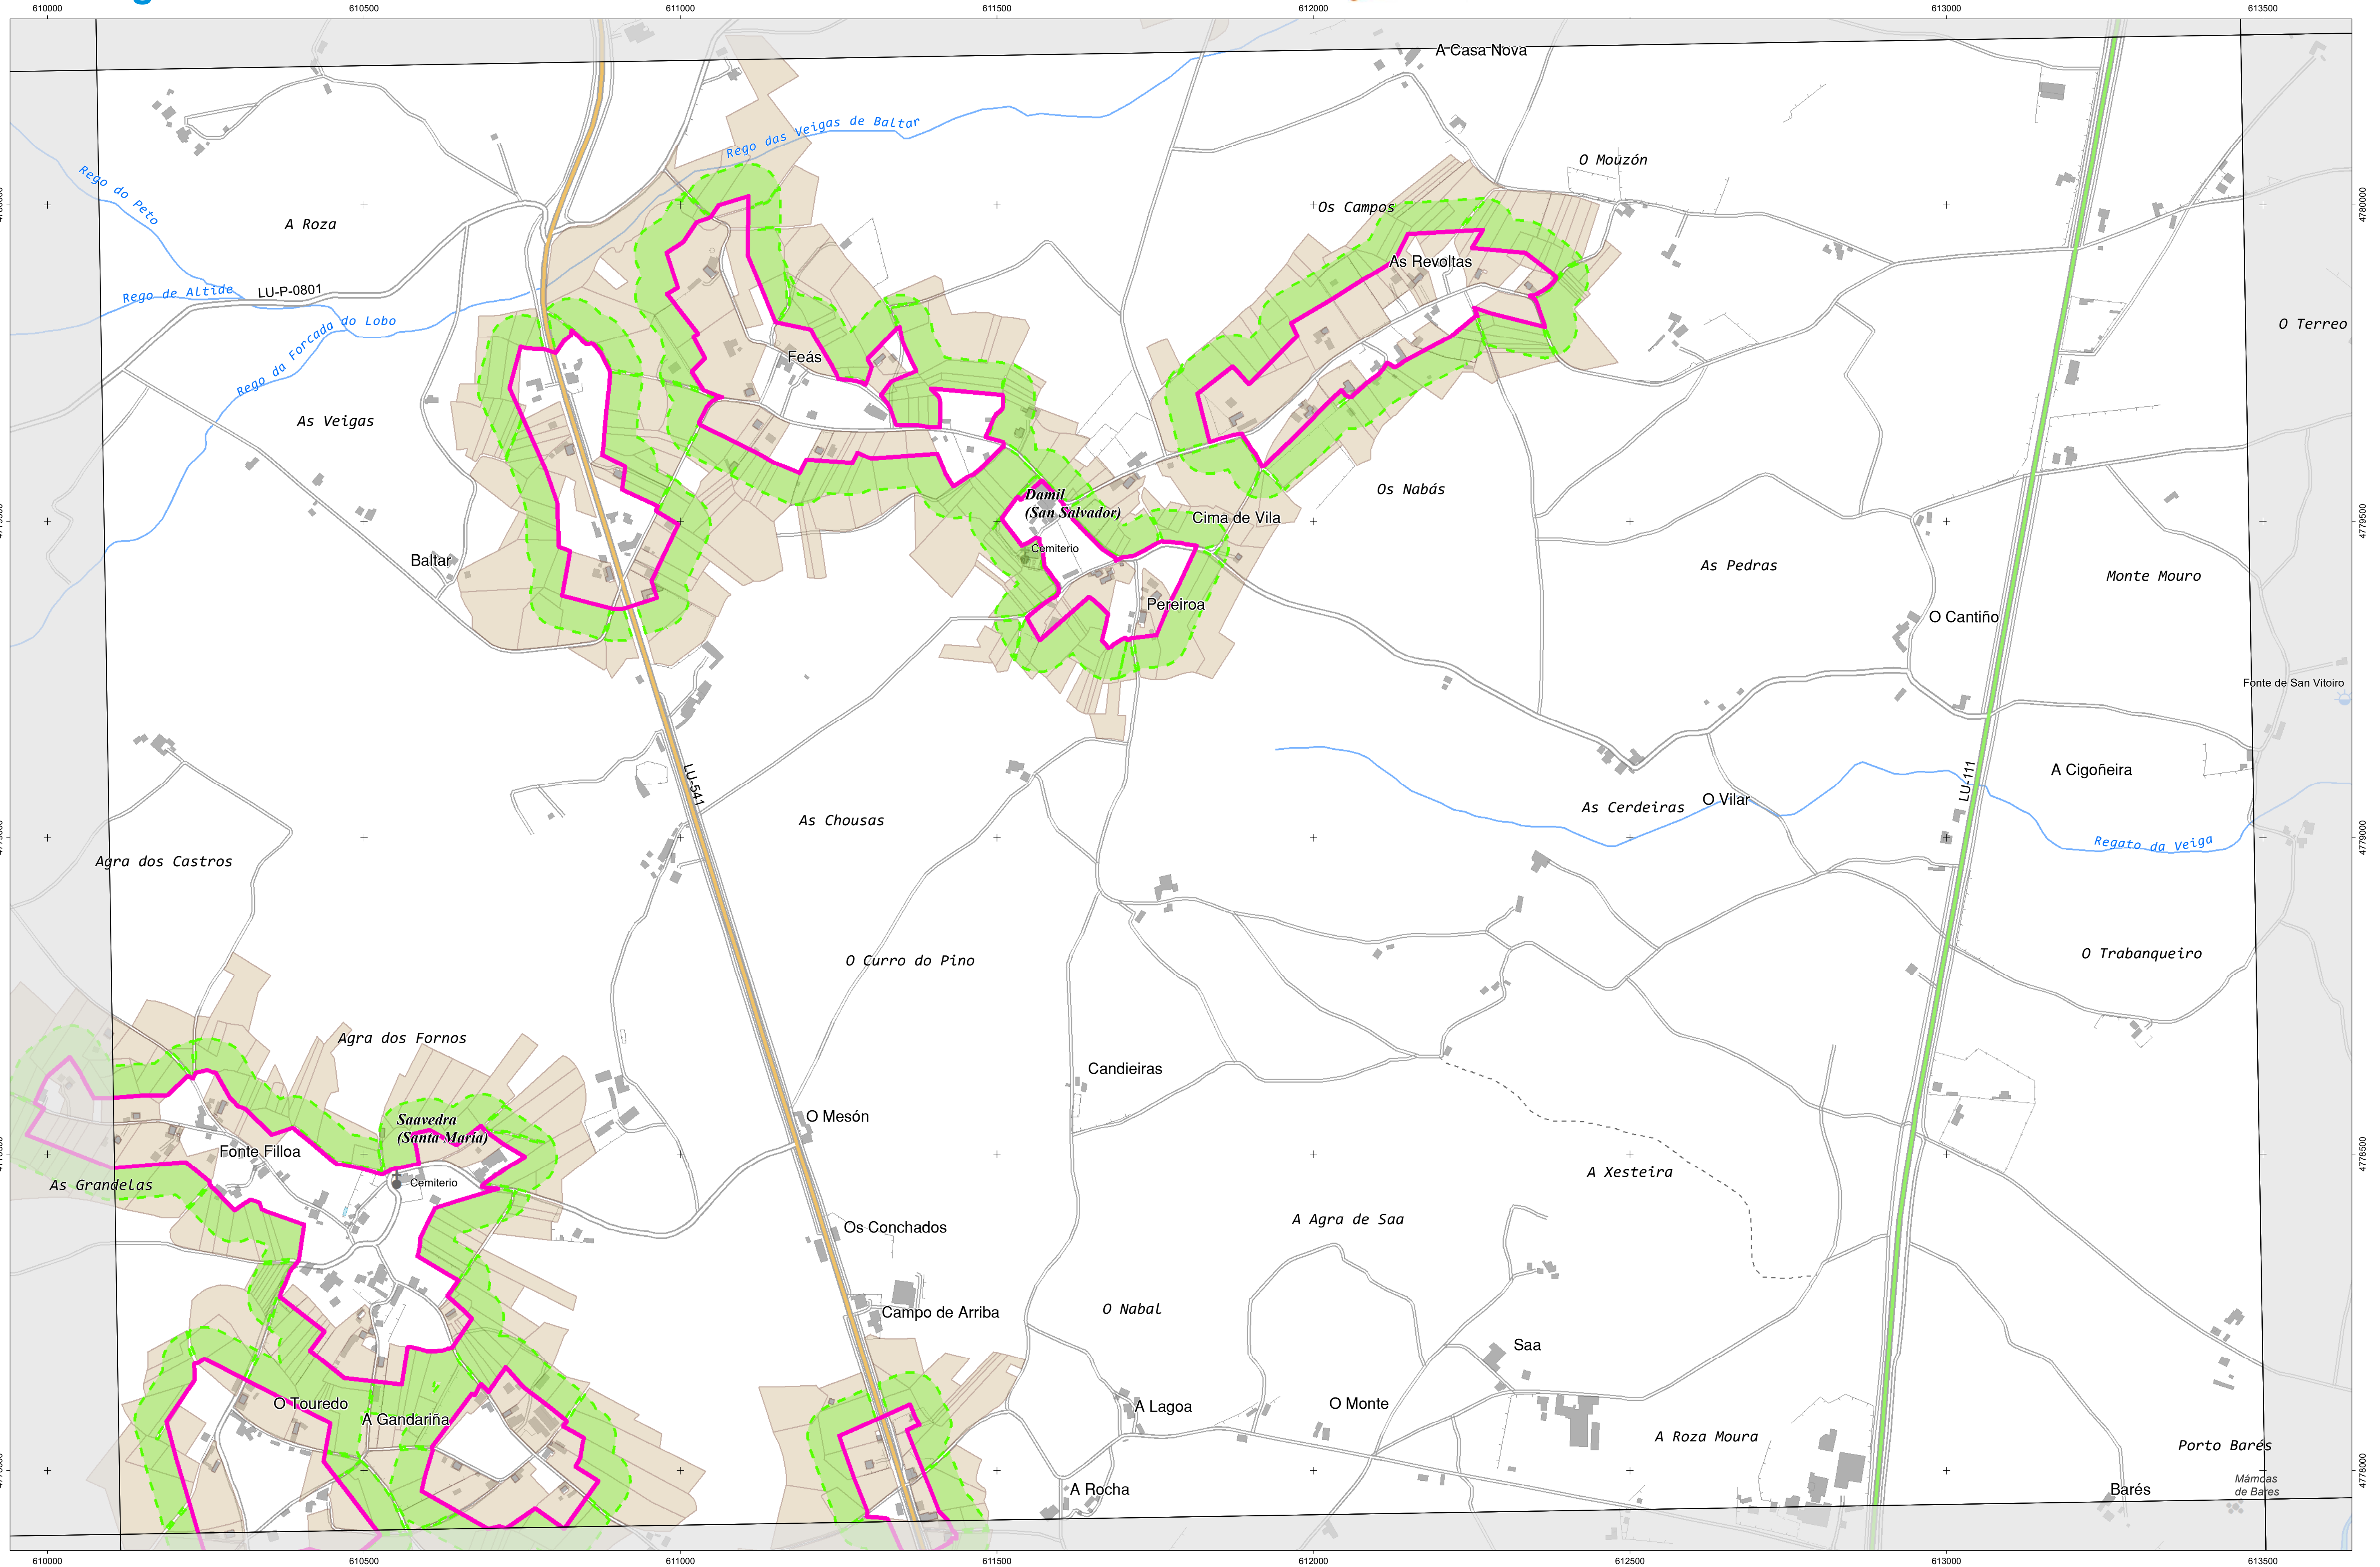 610000 610500 611000 611500 612000 612500 613000 613500
A Casa Nova
Rego das Veigas de Baltar
O Mouzón
Rego do Peto
4780000
Os Campos
A Roza
As Revoltas
Rego de Altide
LU-P-0801
Rego da Forcada do Lobo
O Terreo
Feás
As Veigas
Os Nabás
Damil
(San Salvador)
Cima de Vila
4779500
4779500
Cemiterio
Baltar
As Pedras
Monte Mouro
Pereiroa
O Cantiño
Fonte de San Vitoiro
LU-541
A Cigoñeira
LU-111
O Vilar
As Cerdeiras
As Chousas
4779000
4779000
Regato da Veiga
Agra dos Castros
O Trabanqueiro
O Curro do Pino
Agra dos Fornos
Candieiras
O Mesón
Saavedra
(Santa María)
4778500
4778500
Fonte Filloa
A Xesteira
Cemiterio
As Grandelas
A Agra de Saa
Os Conchados
O Nabal
Campo de Arriba
Saa
O Touredo
O Monte
A Lagoa
A Gandariña
A Roza Moura
Porto Barés
4778000
Mámoas
de Bares
A Rocha
Barés
610000 610500 611000 611500 612000 612500 613000 613500